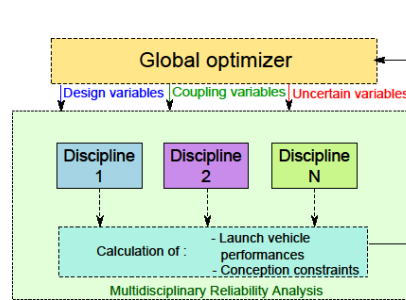 Global optimizer
Design variables Coupling variables Uncertain variables
Discipline 1
Discipline 2
Discipline N
Calculation of :
- Launch vehicle
performances
- Conception constraints
Multidisciplinary Reliability Analysis